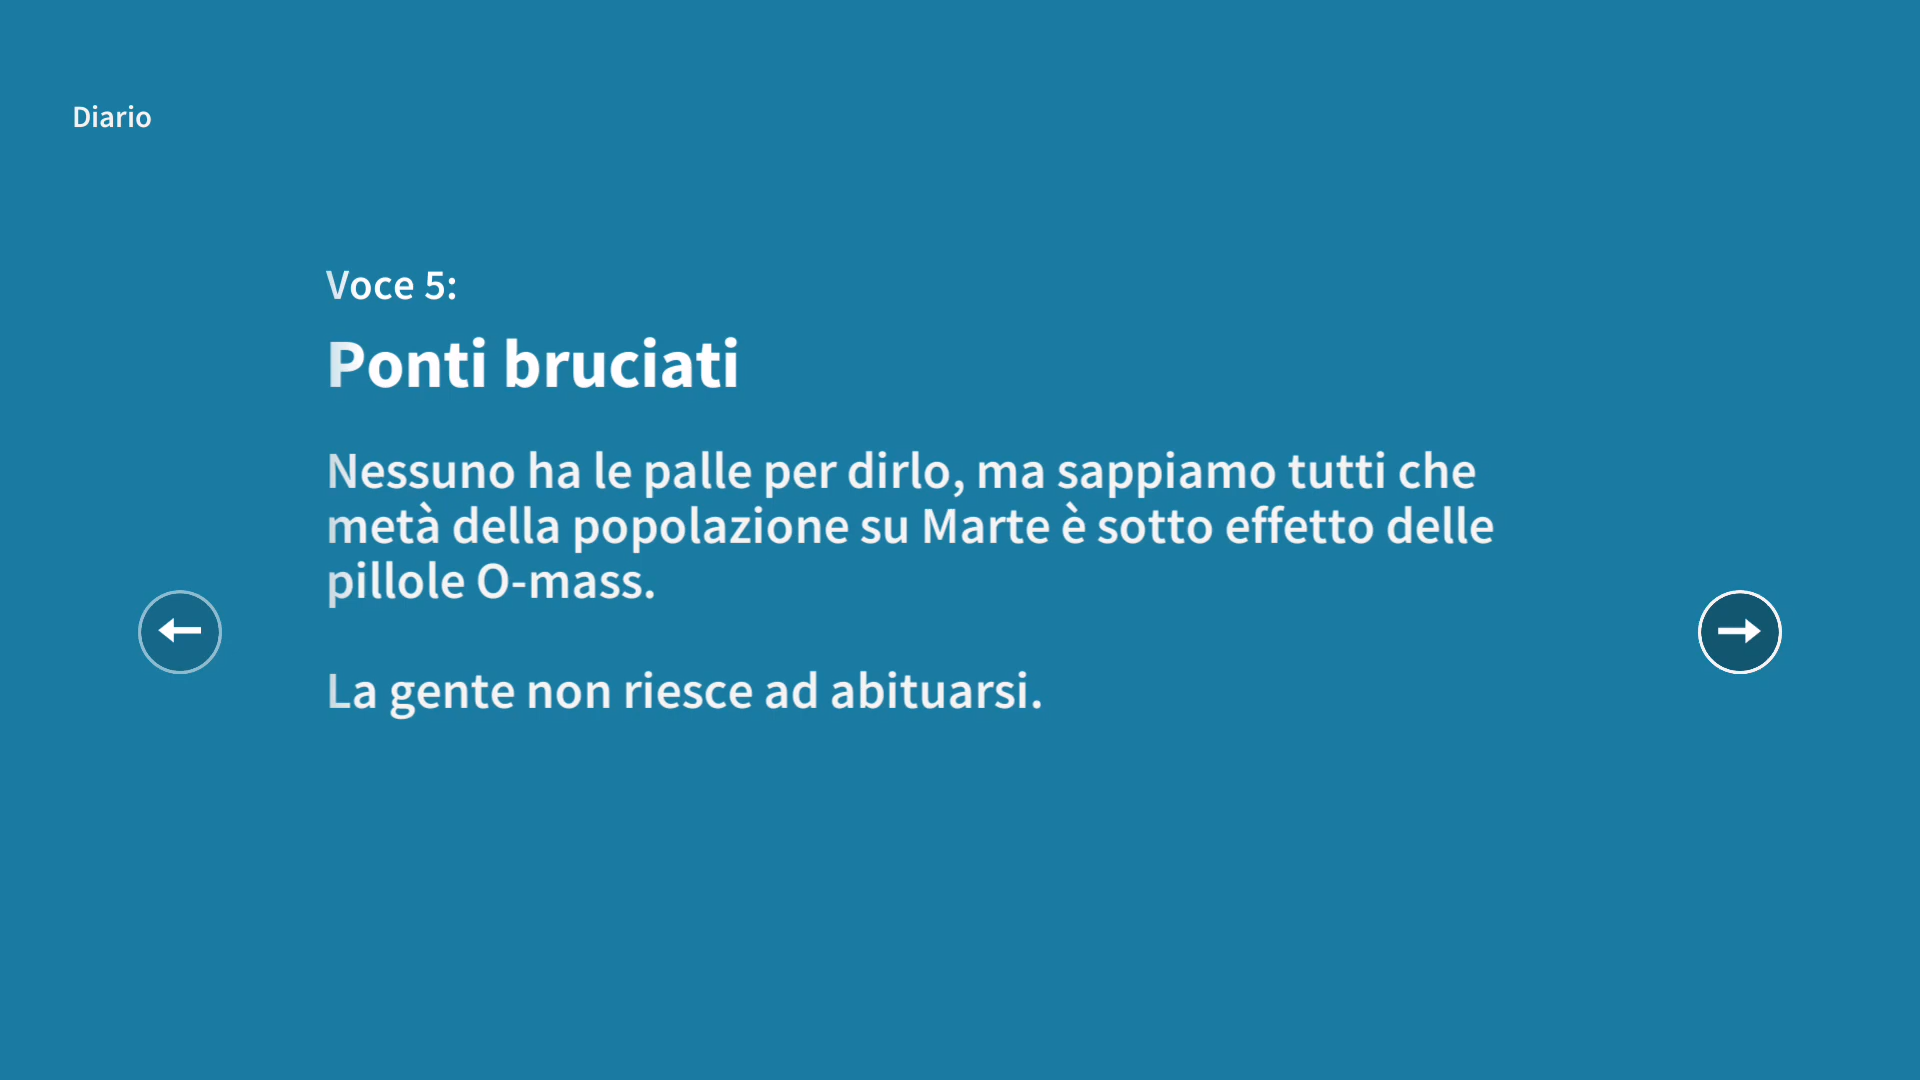 Diario
Voce 5:
Ponti bruciati
Nessuno ha le palle per dirlo, ma sappiamo tutti che
metà della popolazione su Marte è sotto effetto delle
pillole O-mass.
La gente non riesce ad abituarsi.